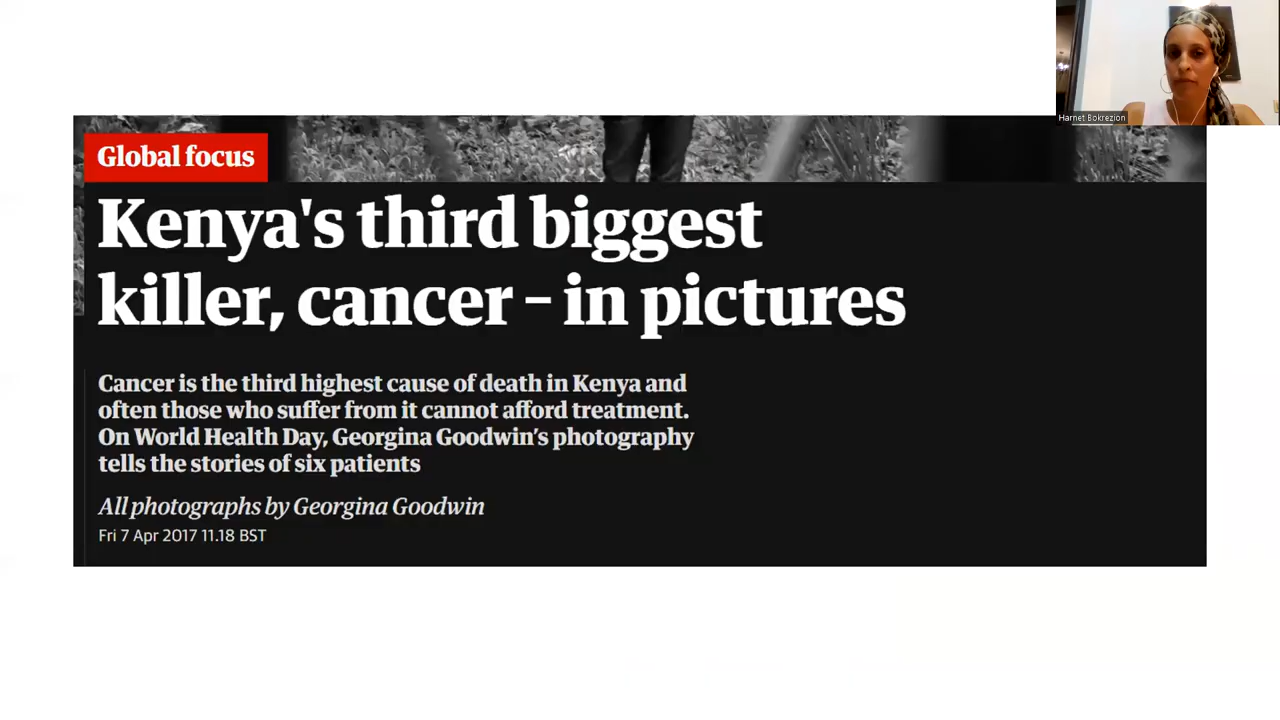 Harnet Bokrezion
Global focus
Kenya's third biggest
killer, cancer – in pictures
Cancer is the third highest cause of death in Kenya and
often those who suffer from it cannot afford treatment.
On World Health Day, Georgina Goodwin’s photography
tells the stories of six patients
All photographs by Georgina Goodwin
Fri 7 Apr 2017 11.18 BST